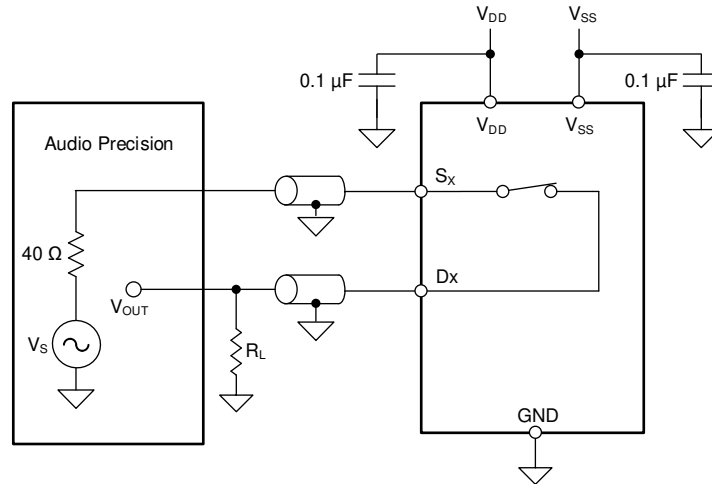 VDD
VSS
0.1 µF
0.1 µF
VDD
VSS
Audio Precision
SX
40 Ω
Dx
VOUT
VS
RL
GND